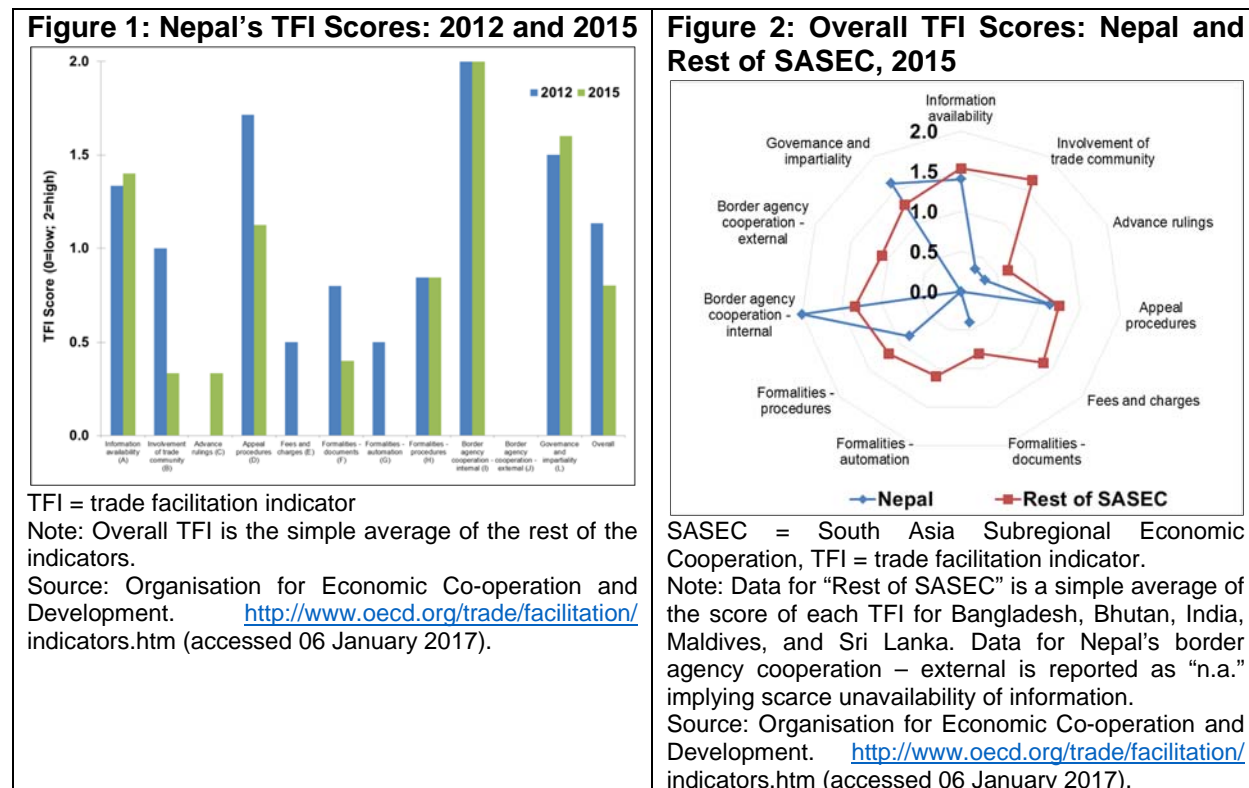 Figure 1: Nepal's TFI Scores: 2012 and 2015
2.0
1.5
1.0
0.5
0.0
TFI Score (0=low; 2=high)
2012 2015
Information availability (A)
Involvement of trade community (B)
Advance rulings (C)
Appeal procedures (D)
Fees and charges (E)
Formalities - documents (F)
Formalities - automation (G)
Formalities - procedures (H)
Border agency cooperation - internal (I)
Border agency cooperation - external (J)
Governance and impartiality (L)
Overall
TFI = trade facilitation indicator
Note: Overall TFI is the simple average of the rest of the
indicators.
Source: Organisation for Economic Co-operation and
Development. http://www.oecd.org/trade/facilitation/
indicators.htm (accessed 06 January 2017).
Figure 2: Overall TFI Scores: Nepal and
Rest of SASEC, 2015
Information
availability
Involvement of
trade community
Advance rulings
Appeal
procedures
Fees and charges
Formalities -
documents
Formalities -
automation
Formalities -
procedures
Border agency
cooperation -
internal
Border agency
cooperation -
external
Governance and
impartiality
2.0
1.5
1.0
0.5
0.0
Nepal Rest of SASEC
SASEC = South Asia Subregional Economic
Cooperation, TFI = trade facilitation indicator.
Note: Data for "Rest of SASEC" is a simple average of
the score of each TFI for Bangladesh, Bhutan, India,
Maldives, and Sri Lanka. Data for Nepal's border
agency cooperation – external is reported as "n.a."
implying scarce unavailability of information.
Source: Organisation for Economic Co-operation and
Development. http://www.oecd.org/trade/facilitation/
indicators.htm (accessed 06 January 2017).